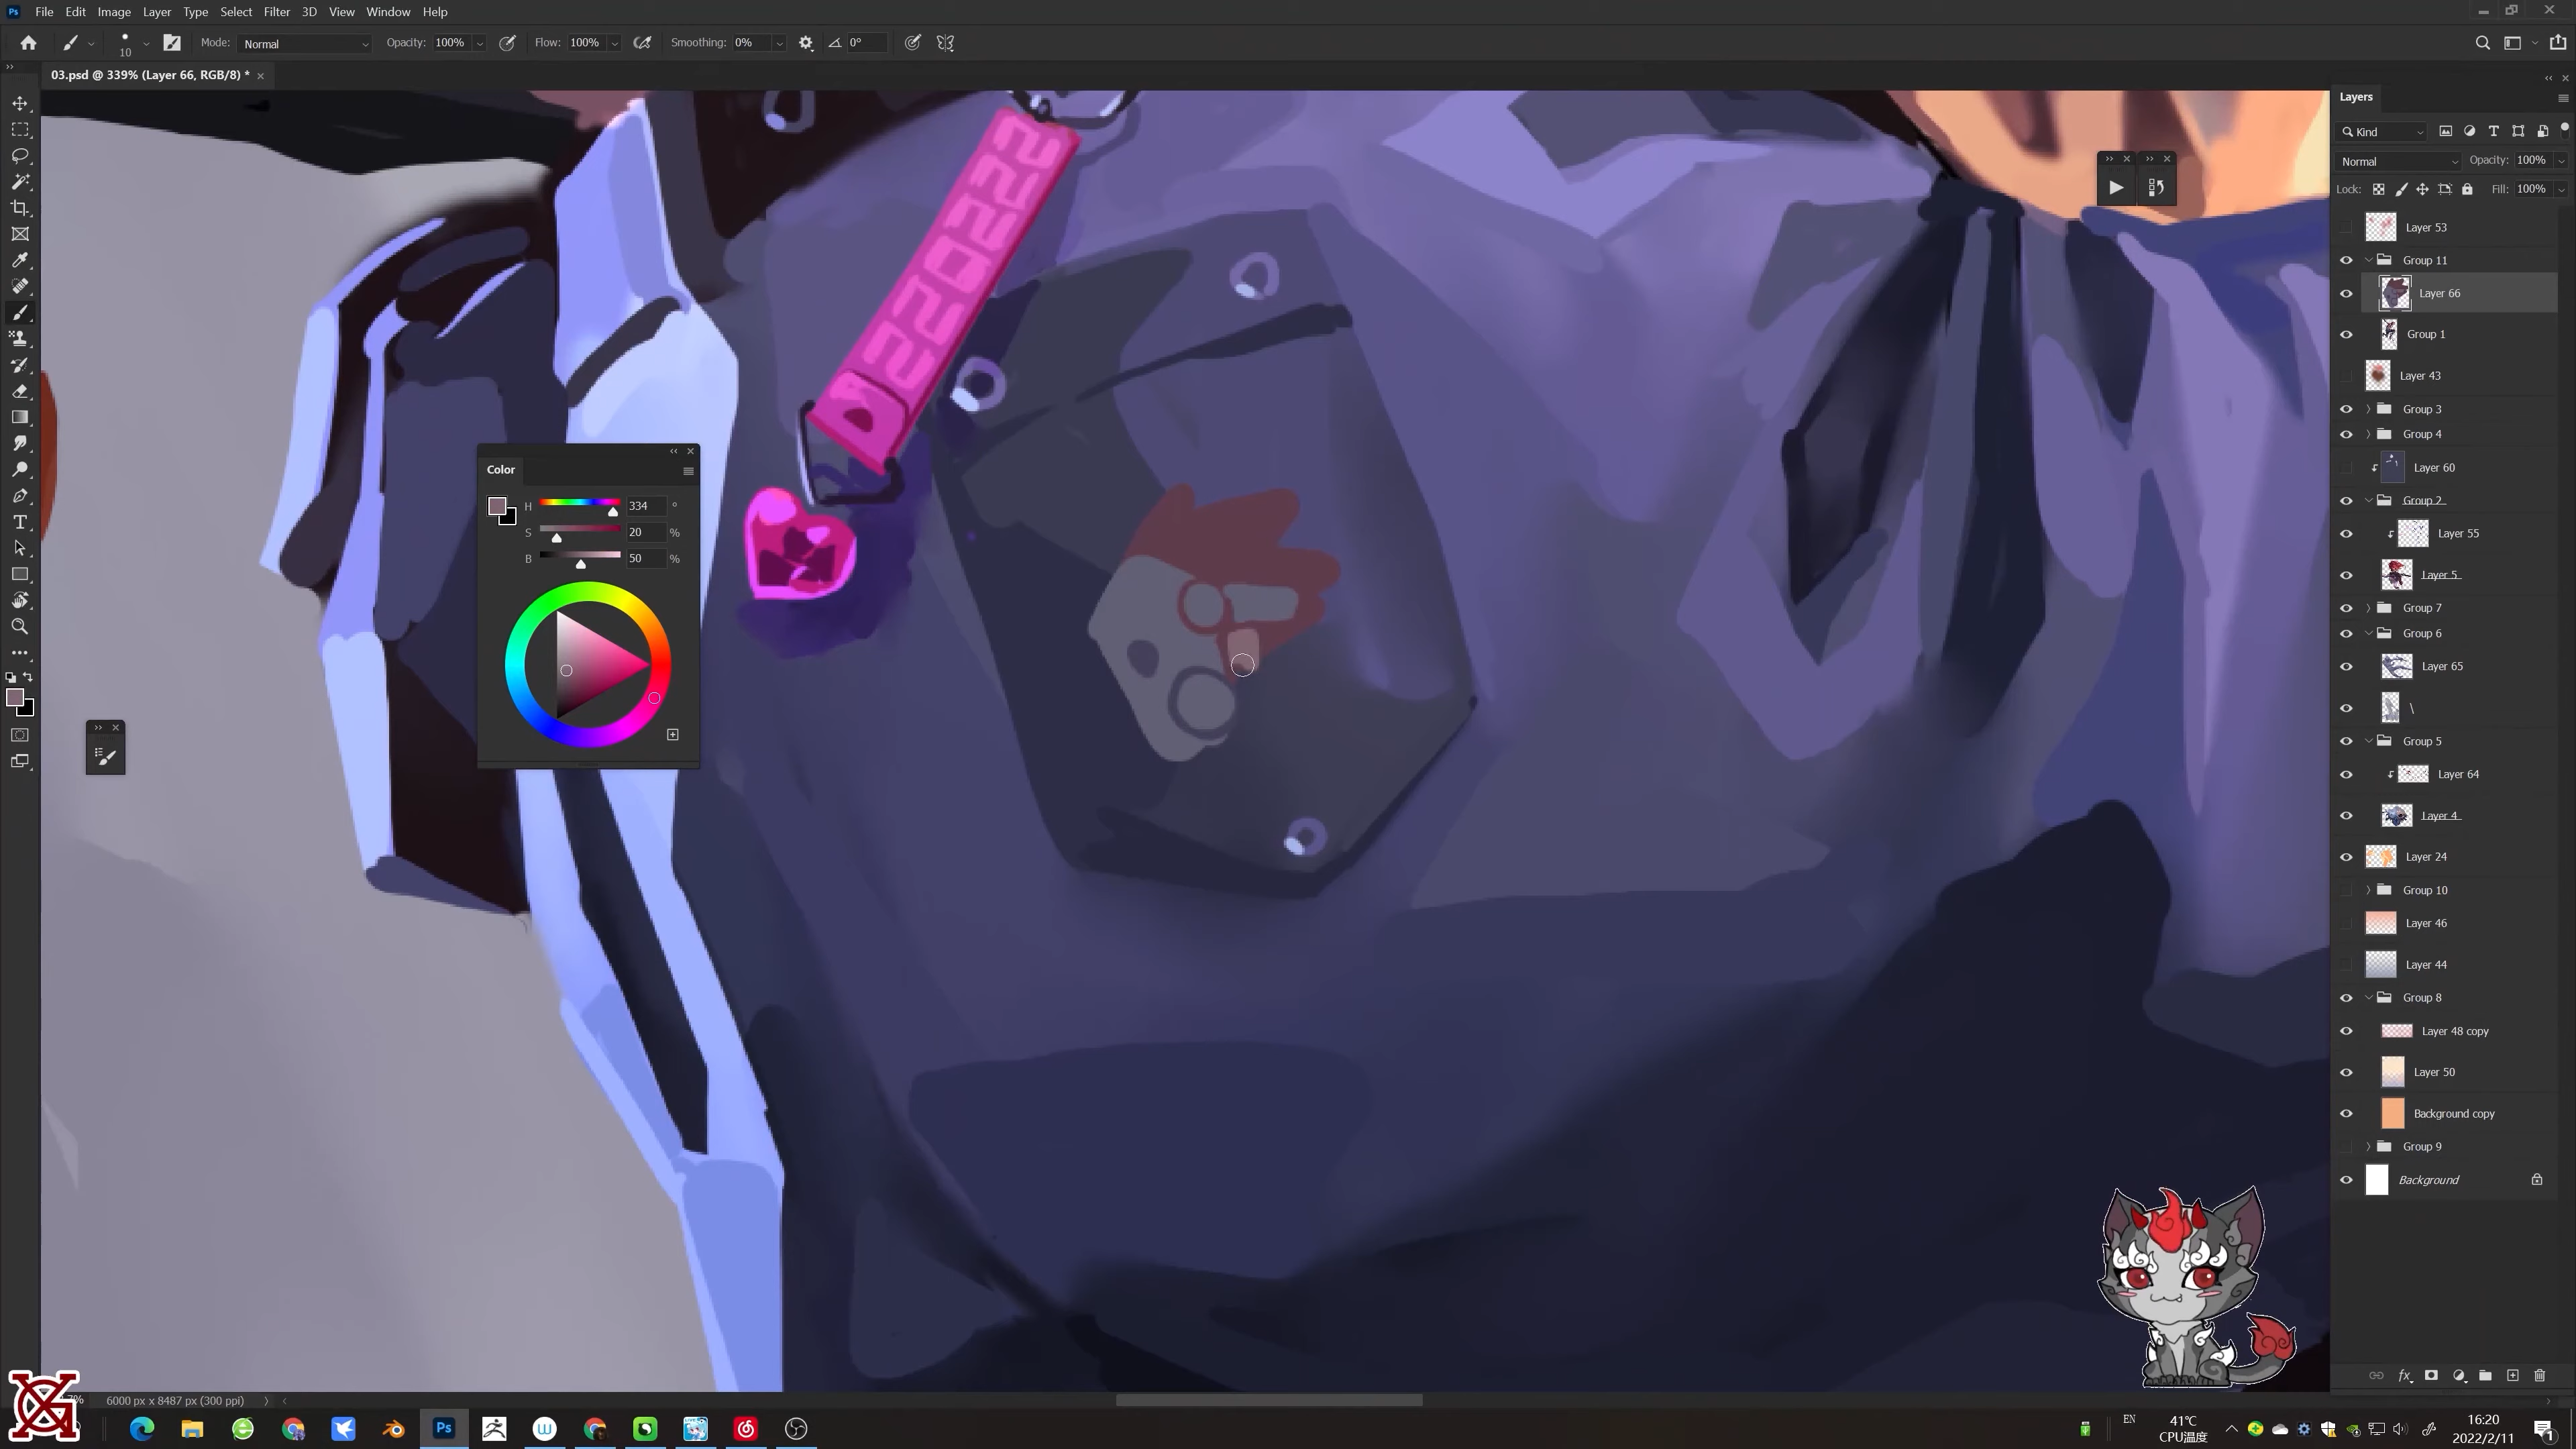 Ps File Edit Image Layer Type Select Filter 3D View Window Help
10 Mode: Normal Opacity: 100% Flow: 100% Smoothing: 0% 0°
03.psd @ 339% (Layer 66, RGB/8) *
Layers
Kind
Normal Opacity: 100%
Lock: Fill: 100%
Layer 53
Group 11
Layer 66
Group 1
Layer 43
Group 3
Group 4
Layer 60
Group 2
Layer 55
Layer 5
Group 7
Group 6
Layer 65
\
Group 5
Layer 64
Layer 4
Layer 24
Group 10
Layer 46
Layer 44
Group 8
Layer 48 copy
Layer 50
Background copy
Group 9
Background
Color
H 334 °
S 20 %
B 50 %
6000 px x 8487 px (300 ppi)
Ps
EN 41℃ 16:20
CPU温度 2022/2/11 1